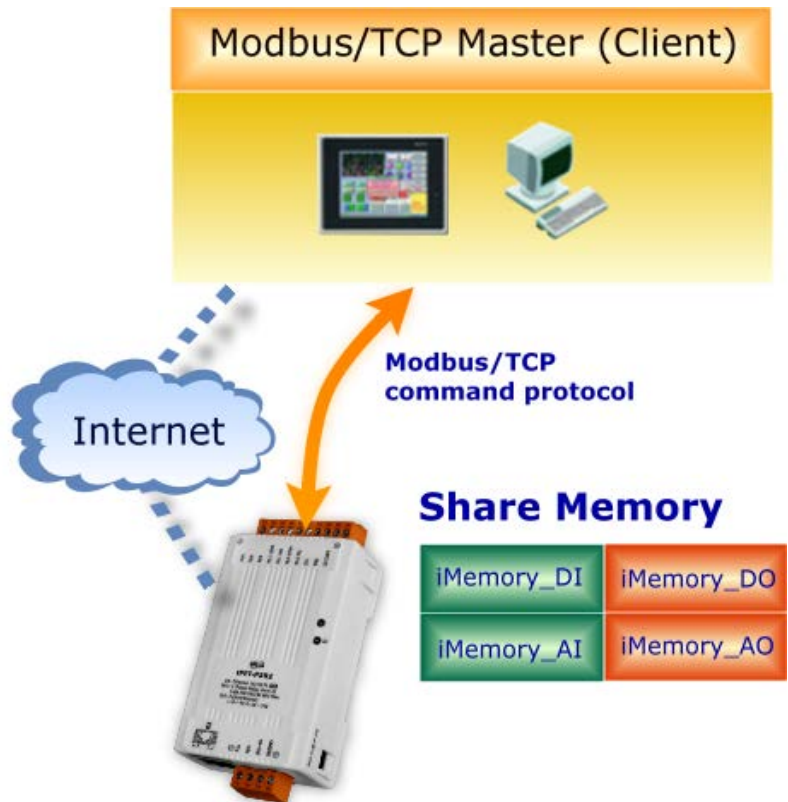 Modbus/TCP Master (Client)
Modbus/TCP
command protocol
Internet
Share Memory
iMemory_DI
iMemory_DO
iMemory_AI
iMemory_AO